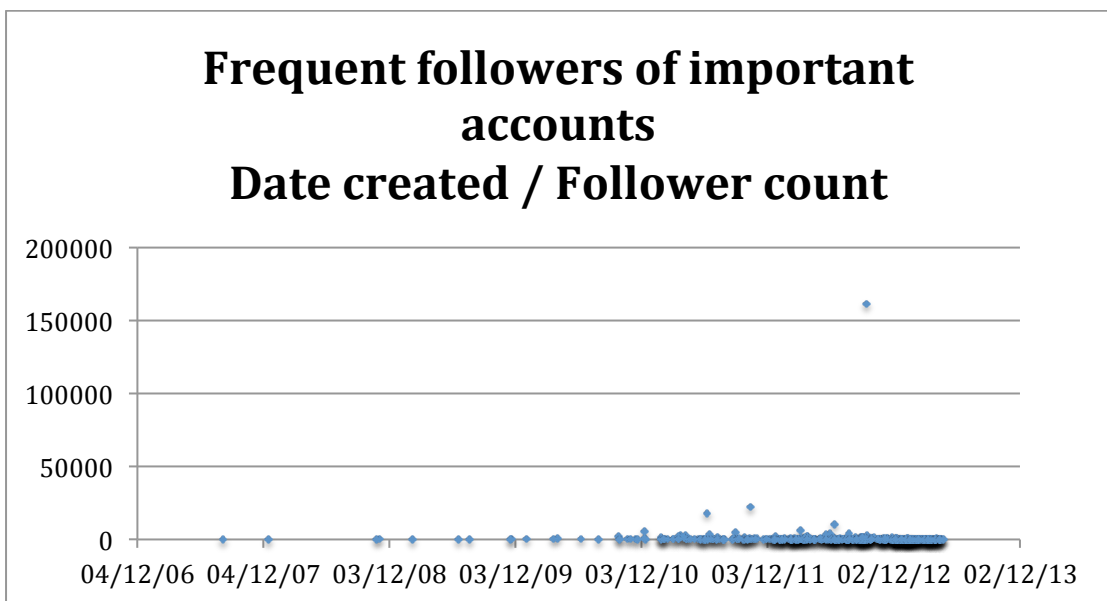 Frequent followers of important
accounts
Date created / Follower count
200000
150000
100000
50000
0
04/12/06 04/12/07 03/12/08 03/12/09 03/12/10 03/12/11 02/12/12 02/12/13